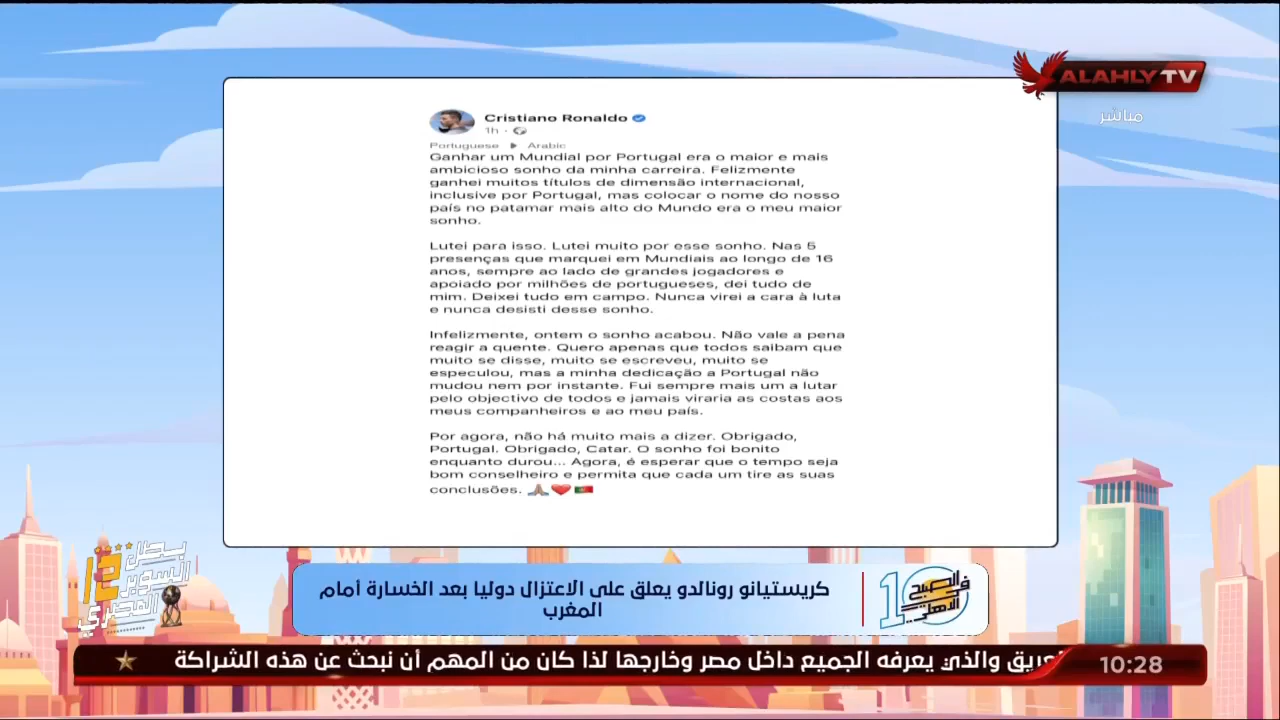 ALAHLY TV
مباشر
Cristiano Ronaldo
1h
Portuguese Arabic
Ganhar um Mundial por Portugal era o maior e mais
ambicioso sonho da minha carreira. Felizmente
ganhei muitos títulos de dimensão internacional,
inclusive por Portugal, mas colocar o nome do nosso
país no patamar mais alto do Mundo era o meu maior
sonho.
Lutei para isso. Lutei muito por esse sonho. Nas 5
presenças que marquei em Mundiais ao longo de 16
anos, sempre ao lado de grandes jogadores e
apoiado por milhões de portugueses, dei tudo de
mim. Deixei tudo em campo. Nunca virei a cara à luta
e nunca desisti desse sonho.
Infelizmente, ontem o sonho acabou. Não vale a pena
reagir a quente. Quero apenas que todos saibam que
muito se disse, muito se escreveu, muito se
especulou, mas a minha dedicação a Portugal não
mudou nem por instante. Fui sempre mais um a lutar
pelo objectivo de todos e jamais viraria as costas aos
meus companheiros e ao meu país.
Por agora, não há muito mais a dizer. Obrigado,
Portugal. Obrigado, Catar. O sonho foi bonito
enquanto durou... Agora, é esperar que o tempo seja
bom conselheiro e permita que cada um tire as suas
conclusões. 🙏🏽❤️🇵🇹
بطل
السوبر 12
المصري
10 الصبح
في الأهلي
كريستيانو رونالدو يعلق على الاعتزال دوليا بعد الخسارة أمام
المغرب
والذي يعرفه الجميع داخل مصر وخارجها لذا كان من المهم أن نبحث عن هذه الشراكة
10:28